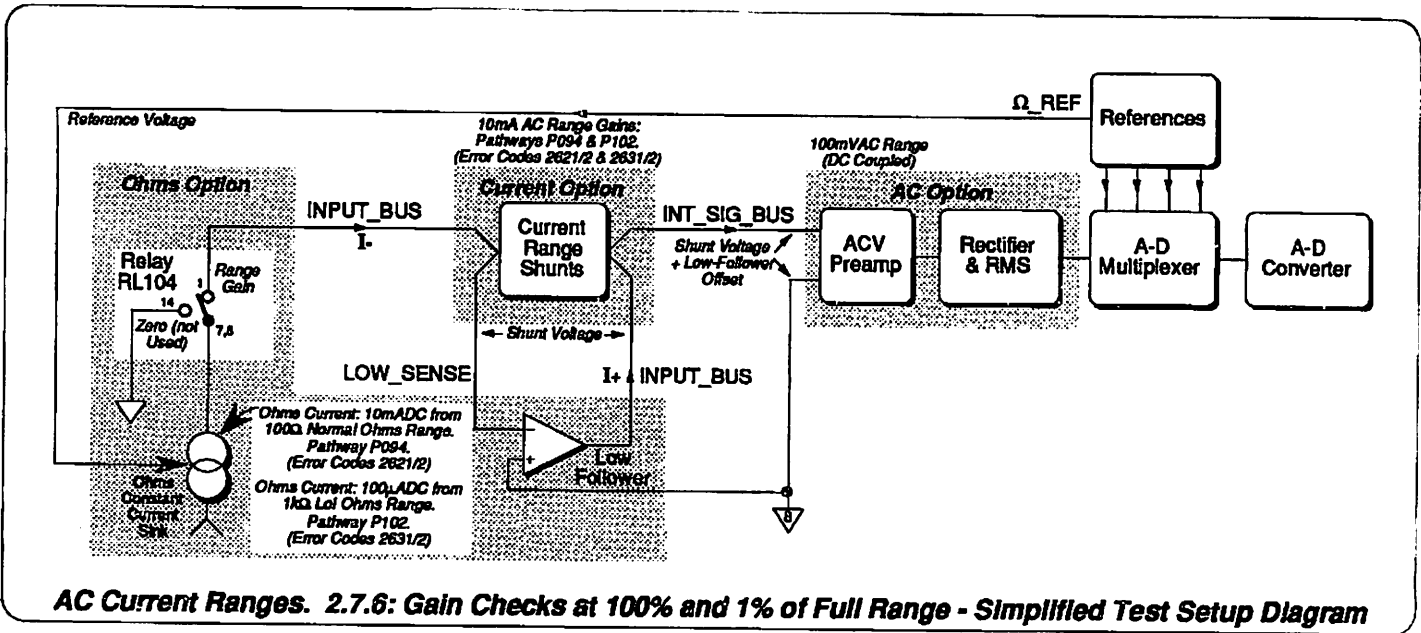 Ω_REF
References
Reference Voltage
10mA AC Range Gains:
Pathways P094 & P102.
(Error Codes 2621/2 & 2631/2)
100mVAC Range
(DC Coupled)
Ohms Option
Current Option
AC Option
INPUT_BUS
I-
Current
Range
Shunts
INT_SIG_BUS
Shunt Voltage
+ Low-Follower
Offset
ACV
Preamp
Rectifier
& RMS
A-D
Multiplexer
A-D
Converter
Relay
RL104
1
Range
Gain
14
Zero (not
Used)
7,8
Shunt Voltage
LOW_SENSE
I+
INPUT_BUS
Ohms Current: 10mADC from
100Ω Normal Ohms Range.
Pathway P094.
(Error Codes 2621/2)
-
+
Low
Follower
Ohms
Constant
Current
Sink
Ohms Current: 100µADC from
1kΩ LoI Ohms Range.
Pathway P102.
(Error Codes 2631/2)
8
AC Current Ranges. 2.7.6: Gain Checks at 100% and 1% of Full Range - Simplified Test Setup Diagram